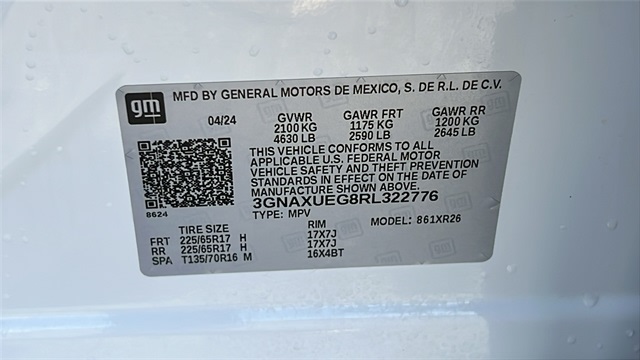 gm
MFD BY GENERAL MOTORS DE MEXICO, S. DE R.L. DE C.V.
04/24 GVWR GAWR FRT GAWR RR
2100 KG 1175 KG 1200 KG
4630 LB 2590 LB 2645 LB
THIS VEHICLE CONFORMS TO ALL
APPLICABLE U.S. FEDERAL MOTOR
VEHICLE SAFETY AND THEFT PREVENTION
STANDARDS IN EFFECT ON THE DATE OF
MANUFACTURE SHOWN ABOVE.
8624 3GNAXUEG8RL322776
TYPE: MPV MODEL: 861XR26
TIRE SIZE RIM
FRT 225/65R17 H 17X7J
RR 225/65R17 H 17X7J
SPA T135/70R16 M 16X4BT